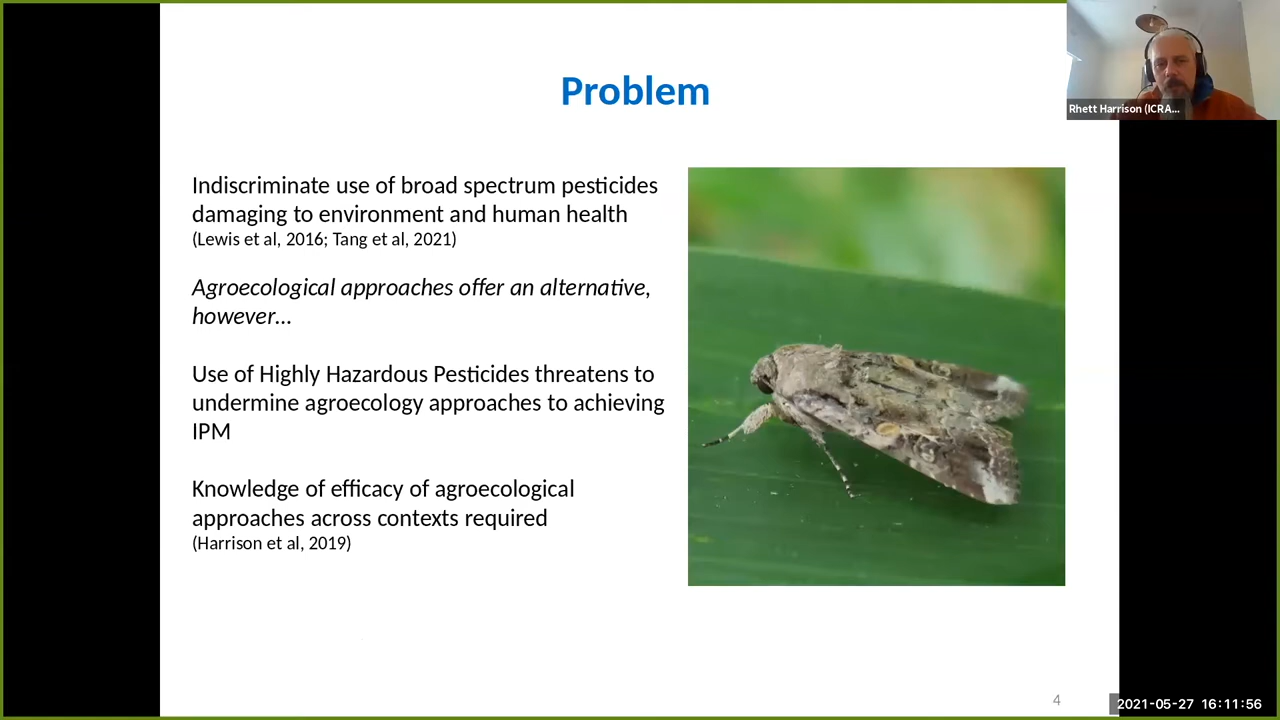 Problem
Rhett Harrison (ICRA...
Indiscriminate use of broad spectrum pesticides
damaging to environment and human health
(Lewis et al, 2016; Tang et al, 2021)
Agroecological approaches offer an alternative,
however...
Use of Highly Hazardous Pesticides threatens to
undermine agroecology approaches to achieving
IPM
Knowledge of efficacy of agroecological
approaches across contexts required
(Harrison et al, 2019)
4
2021-05-27 16:11:56